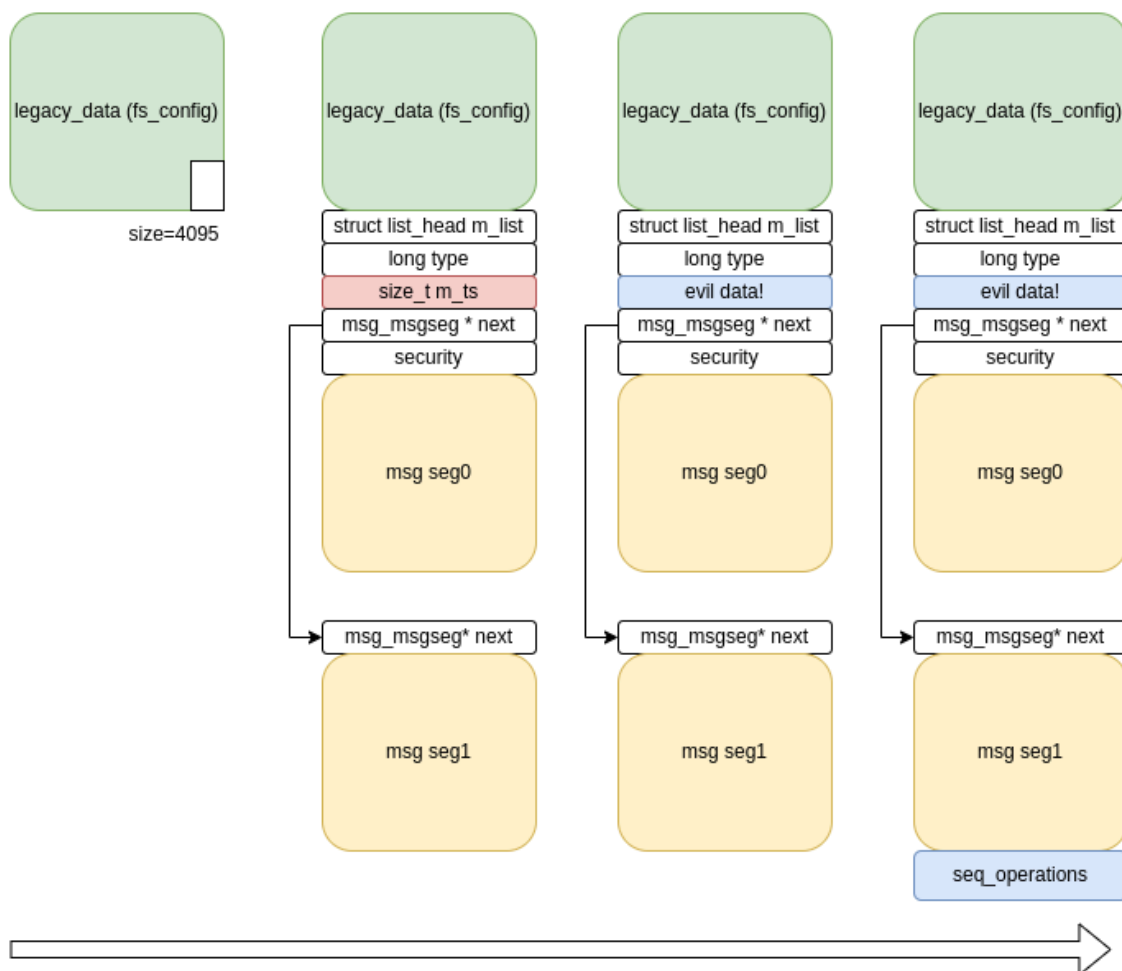 legacy_data (fs_config)
size=4095
legacy_data (fs_config)
struct list_head m_list
long type
size_t m_ts
msg_msgseg * next
security
msg seg0
msg_msgseg* next
msg seg1
legacy_data (fs_config)
struct list_head m_list
long type
evil data!
msg_msgseg * next
security
msg seg0
msg_msgseg* next
msg seg1
legacy_data (fs_config)
struct list_head m_list
long type
evil data!
msg_msgseg * next
security
msg seg0
msg_msgseg* next
msg seg1
seq_operations